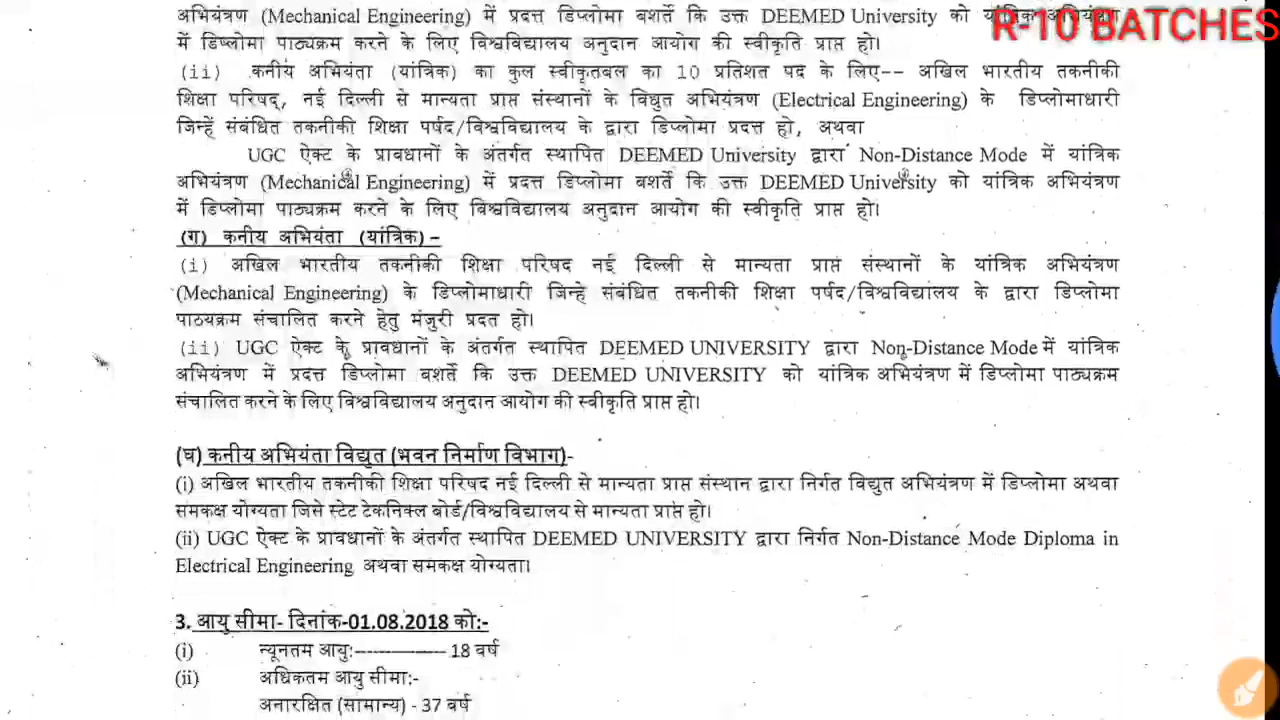 अभियंत्रण (Mechanical Engineering) में प्रदत्त डिप्लोमा बशर्ते कि उक्त DEEMED University को यांत्रिक अभियंत्रण
R-10 BATCHES
में डिप्लोमा पाठ्यक्रम करने के लिए विश्वविद्यालय अनुदान आयोग की स्वीकृति प्राप्त हो।
(ii) कनीय अभियंता (यांत्रिक) का कुल स्वीकृतबल का 10 प्रतिशत पद के लिए-- अखिल भारतीय तकनीकी
शिक्षा परिषद्, नई दिल्ली से मान्यता प्राप्त संस्थानों के विद्युत अभियंत्रण (Electrical Engineering) के डिप्लोमाधारी
जिन्हें संबंधित तकनीकी शिक्षा पर्षद/विश्वविद्यालय के द्वारा डिप्लोमा प्रदत्त हो, अथवा
UGC ऐक्ट के प्रावधानों के अंतर्गत स्थापित DEEMED University द्वारा Non-Distance Mode में यांत्रिक
अभियंत्रण (Mechanical Engineering) में प्रदत्त डिप्लोमा बशर्ते कि उक्त DEEMED University को यांत्रिक अभियंत्रण
में डिप्लोमा पाठ्यक्रम करने के लिए विश्वविद्यालय अनुदान आयोग की स्वीकृति प्राप्त हो।
(ग) कनीय अभियंता (यांत्रिक) -
(i) अखिल भारतीय तकनीकी शिक्षा परिषद नई दिल्ली से मान्यता प्राप्त संस्थानों के यांत्रिक अभियंत्रण
(Mechanical Engineering) के डिप्लोमाधारी जिन्हे संबंधित तकनीकी शिक्षा पर्षद/विश्वविद्यालय के द्वारा डिप्लोमा
पाठयक्रम संचालित करने हेतु मंजुरी प्रदत हो।
(ii) UGC ऐक्ट के प्रावधानों के अंतर्गत स्थापित DEEMED UNIVERSITY द्वारा Non-Distance Mode में यांत्रिक
अभियंत्रण में प्रदत्त डिप्लोमा बशर्ते कि उक्त DEEMED UNIVERSITY को यांत्रिक अभियंत्रण में डिप्लोमा पाठ्यक्रम
संचालित करने के लिए विश्वविद्यालय अनुदान आयोग की स्वीकृति प्राप्त हो।
(घ) कनीय अभियंता विद्युत (भवन निर्माण विभाग)-
(i) अखिल भारतीय तकनीकी शिक्षा परिषद नई दिल्ली से मान्यता प्राप्त संस्थान द्वारा निर्गत विद्युत अभियंत्रण में डिप्लोमा अथवा
समकक्ष योग्यता जिसे स्टेट टेकनिक्ल बोर्ड/विश्वविद्यालय से मान्यता प्राप्त हो।
(ii) UGC ऐक्ट के प्रावधानों के अंतर्गत स्थापित DEEMED UNIVERSITY द्वारा निर्गत Non-Distance Mode Diploma in
Electrical Engineering अथवा समकक्ष योग्यता।
3. आयु सीमा- दिनांक-01.08.2018 को:-
(i) न्यूनतम आयु:--------------- 18 वर्ष
(ii) अधिकतम आयु सीमा:-
अनारक्षित (सामान्य) - 37 वर्ष